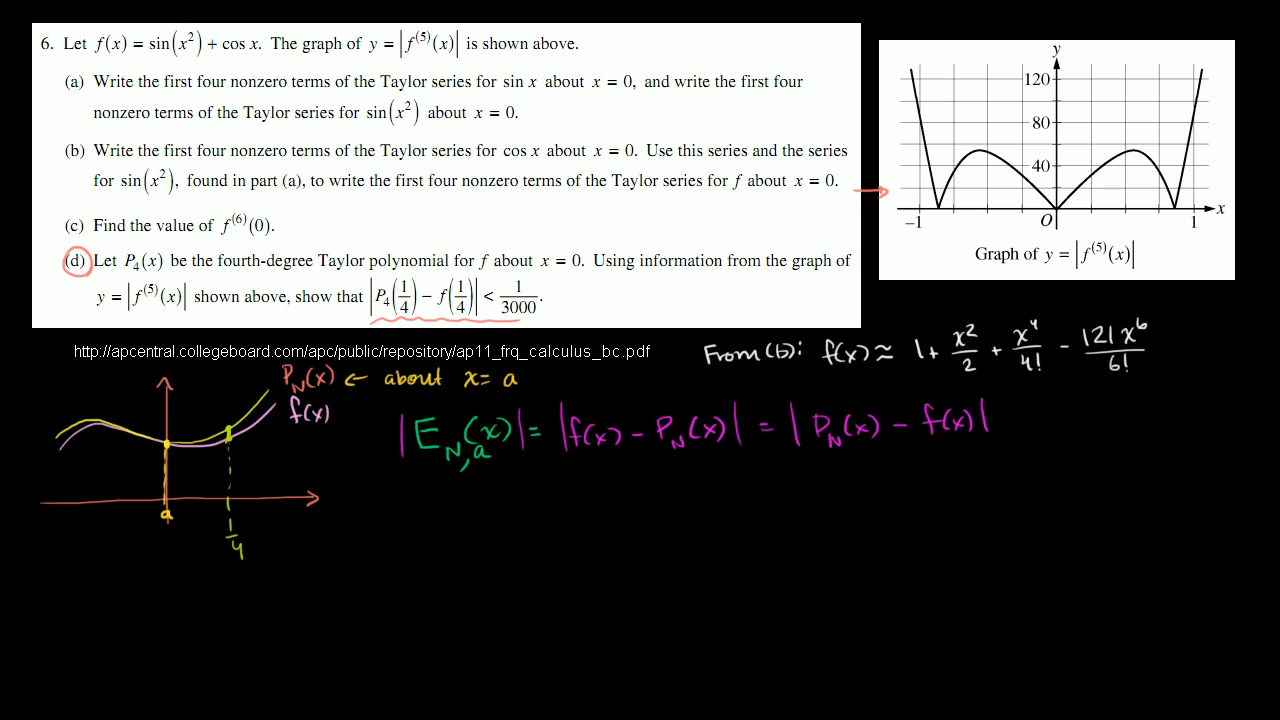 6. Let f(x) = sin(x²) + cos x. The graph of y = |f⁽⁵⁾(x)| is shown above.
(a) Write the first four nonzero terms of the Taylor series for sin x about x = 0, and write the first four
nonzero terms of the Taylor series for sin(x²) about x = 0.
(b) Write the first four nonzero terms of the Taylor series for cos x about x = 0. Use this series and the series
for sin(x²), found in part (a), to write the first four nonzero terms of the Taylor series for f about x = 0.
(c) Find the value of f⁽⁶⁾(0).
(d) Let P₄(x) be the fourth-degree Taylor polynomial for f about x = 0. Using information from the graph of
y = |f⁽⁵⁾(x)| shown above, show that |P₄(1/4) − f(1/4)| < 1/3000.
y
120
80
40
−1
O
1
x
Graph of y = |f⁽⁵⁾(x)|
http://apcentral.collegeboard.com/apc/public/repository/ap11_frq_calculus_bc.pdf
From (b): f(x) ≈ 1 + x²/2 + x⁴/4! − 121x⁶/6!
P_N(x) ← about x = a
f(x)
|E_N,a(x)| = |f(x) − P_N(x)| = |P_N(x) − f(x)|
a
1/4